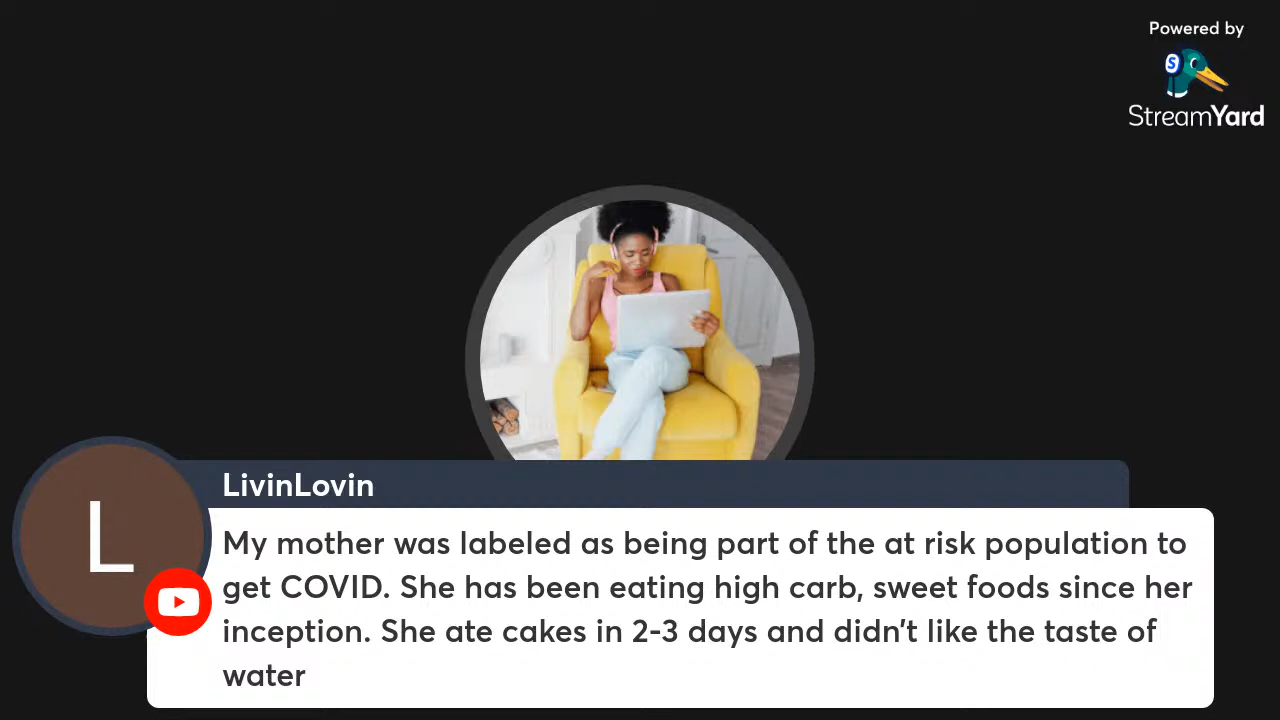 Powered by
S
StreamYard
LivinLovin
L
My mother was labeled as being part of the at risk population to
get COVID. She has been eating high carb, sweet foods since her
inception. She ate cakes in 2-3 days and didn't like the taste of
water